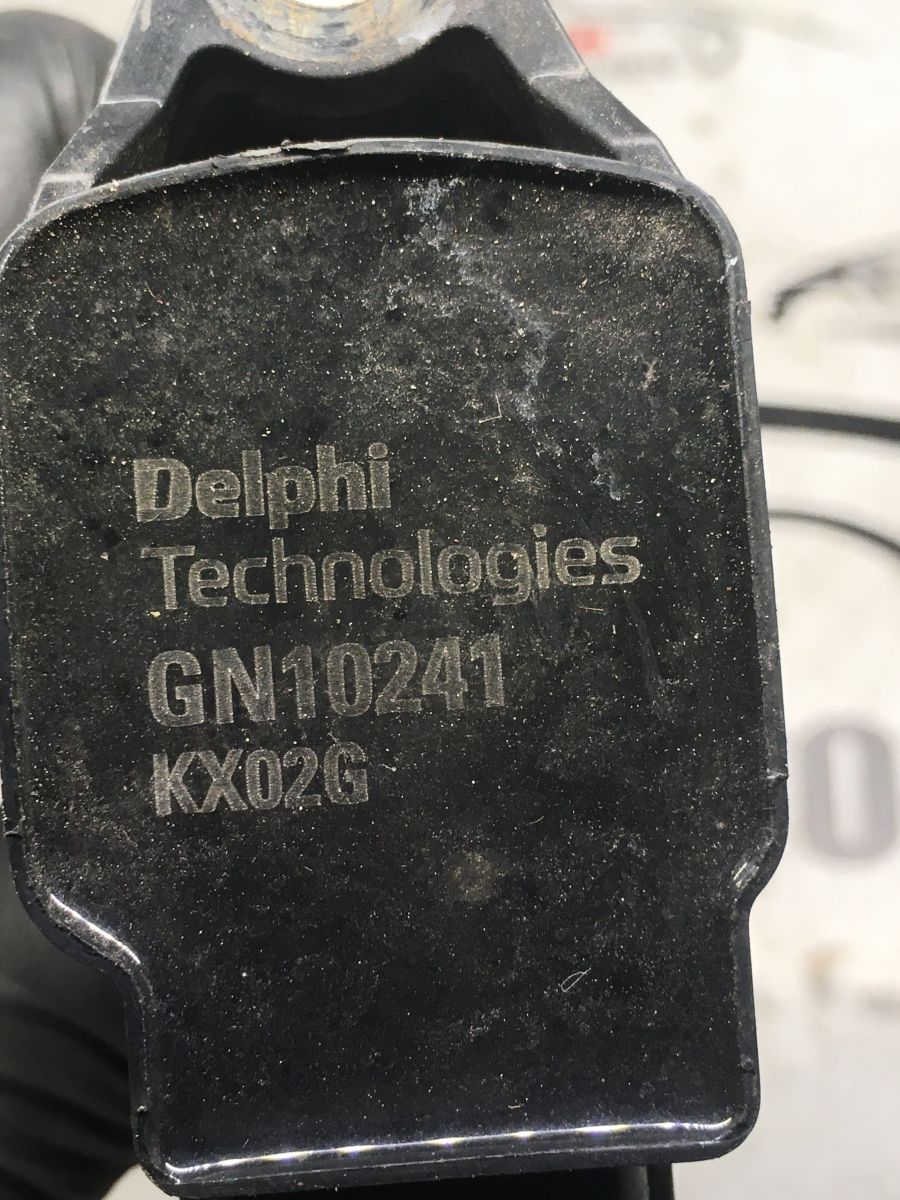 Delphi
Technologies
GN10241
KX02G